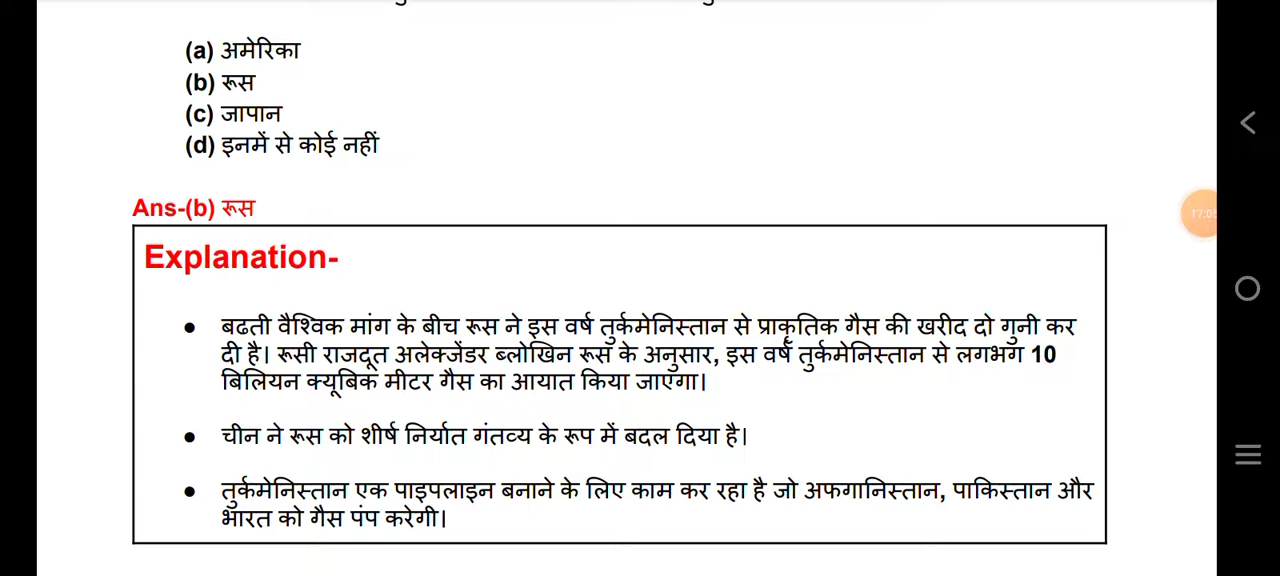 (a) अमेरिका
(b) रूस
(c) जापान
(d) इनमें से कोई नहीं
Ans-(b) रूस
Explanation-
● बढती वैश्विक मांग के बीच रूस ने इस वर्ष तुर्कमेनिस्तान से प्राकृतिक गैस की खरीद दो गुनी कर
दी है। रूसी राजदूत अलेक्जेंडर ब्लोखिन रूस के अनुसार, इस वर्ष तुर्कमेनिस्तान से लगभग 10
बिलियन क्यूबिक मीटर गैस का आयात किया जाएगा।
● चीन ने रूस को शीर्ष निर्यात गंतव्य के रूप में बदल दिया है।
● तुर्कमेनिस्तान एक पाइपलाइन बनाने के लिए काम कर रहा है जो अफगानिस्तान, पाकिस्तान और
भारत को गैस पंप करेगी।